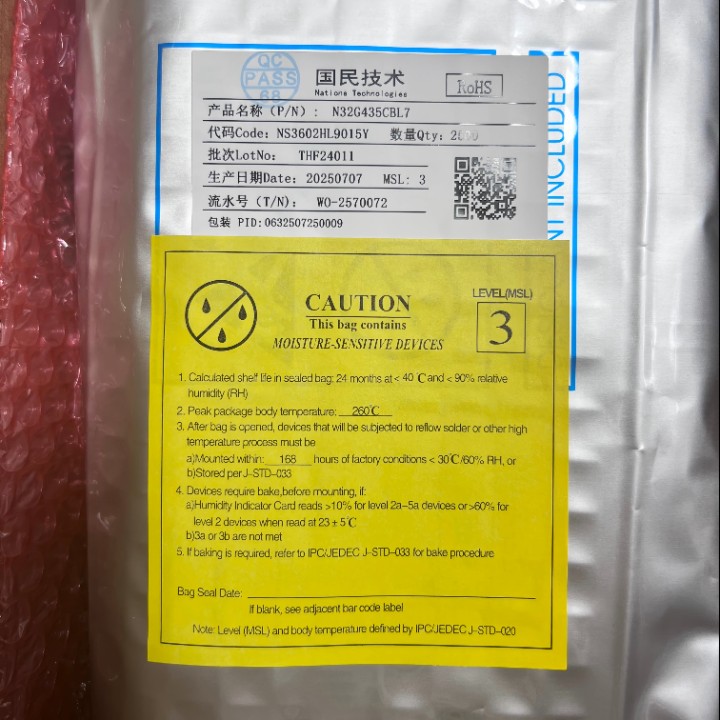 QC
PASS
68
国民技术
Nations Technologies
RoHS
产品名称（P/N）： N32G435CBL7
代码Code: NS3602HL9015Y 数量Qty:
批次LotNo: THF24011
生产日期Date: 20250707 MSL: 3
流水号（T/N）： WO-2570072
包装 PID:0632507250009
NT INCLUDED
CAUTION
This bag contains
MOISTURE-SENSITIVE DEVICES
LEVEL(MSL)
3
1. Calculated shelf life in sealed bag: 24 months at < 40 ℃ and < 90% relative
humidity (RH)
2. Peak package body temperature: 260℃
3. After bag is opened, devices that will be subjected to reflow solder or other high
temperature process must be
a)Mounted within: 168 hours of factory conditions < 30℃/60% RH, or
b)Stored per J-STD-033
4. Devices require bake,before mounting, if:
a)Humidity Indicator Card reads >10% for level 2a-5a devices or >60% for
level 2 devices when read at 23 ± 5℃
b)3a or 3b are not met
5. If baking is required, refer to IPC/JEDEC J-STD-033 for bake procedure
Bag Seal Date:
If blank, see adjacent bar code label
Note: Level (MSL) and body temperature defined by IPC/JEDEC J-STD-020